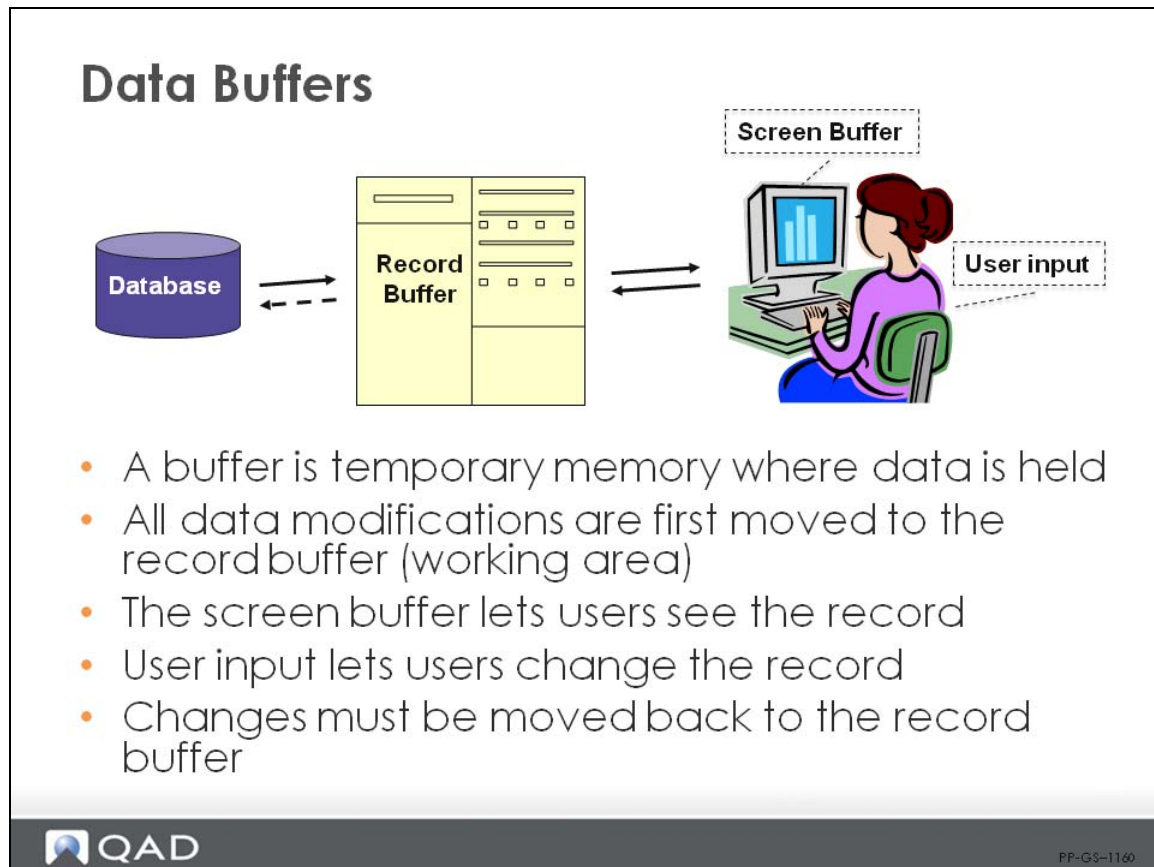 Data Buffers
Screen Buffer
Database
Record
Buffer
User input
• A buffer is temporary memory where data is held
• All data modifications are first moved to the
record buffer (working area)
• The screen buffer lets users see the record
• User input lets users change the record
• Changes must be moved back to the record
buffer
QAD
PP-GS-1160